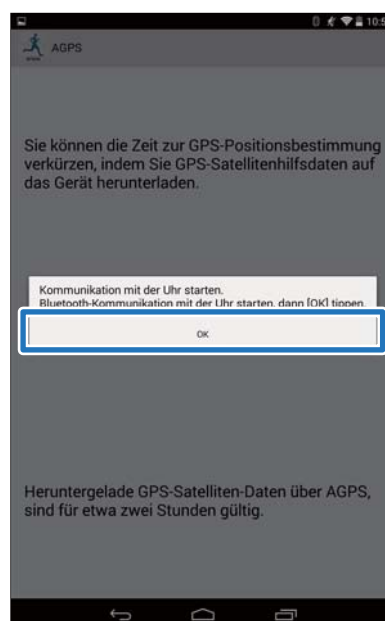 10:5
AGPS
Sie können die Zeit zur GPS-Positionsbestimmung
verkürzen, indem Sie GPS-Satellitenhilfsdaten auf
das Gerät herunterladen.
Kommunikation mit der Uhr starten.
Bluetooth-Kommunikation mit der Uhr starten, dann [OK] tippen.
OK
Heruntergelade GPS-Satelliten-Daten über AGPS,
sind für etwa zwei Stunden gültig.